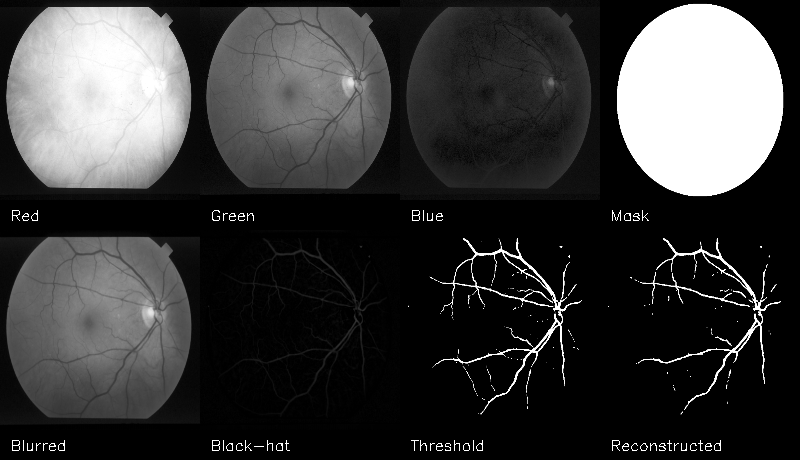 Red
Green
Blue
Mask
Blurred
Black-hat
Threshold
Reconstructed